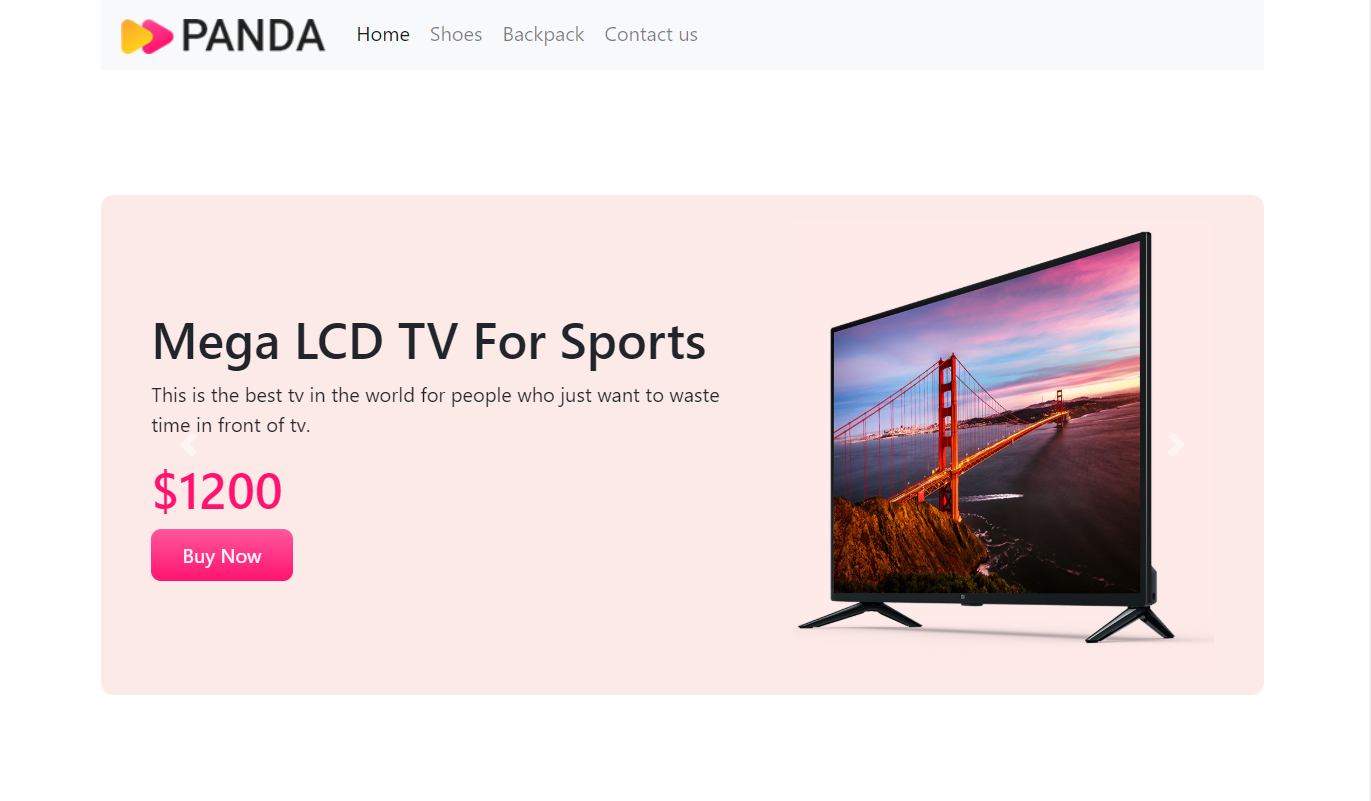 PANDA Home Shoes Backpack Contact us
Mega LCD TV For Sports
This is the best tv in the world for people who just want to waste
time in front of tv.
$1200
Buy Now